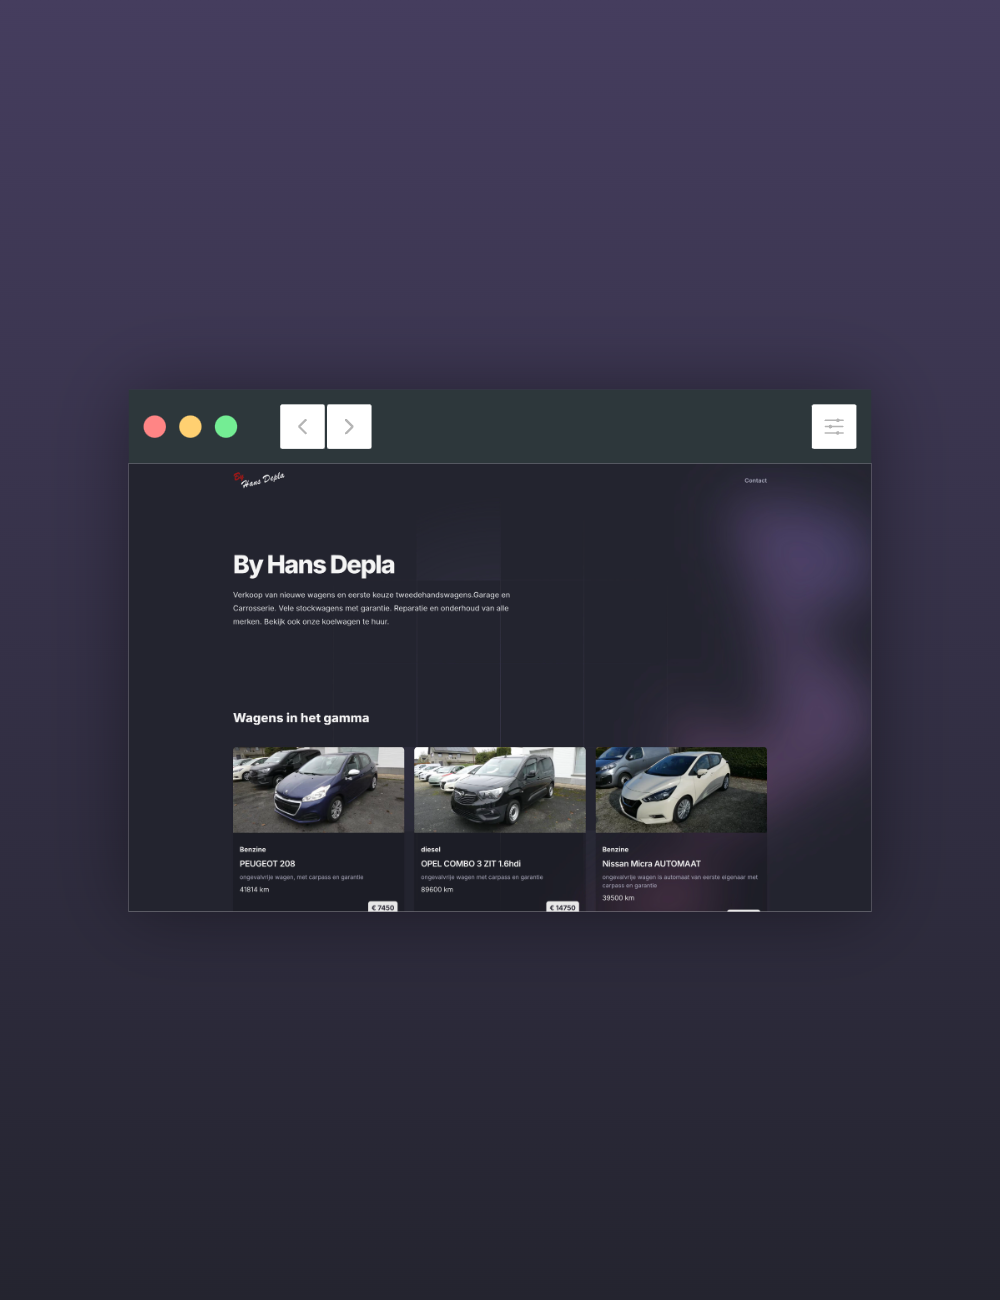 By
Hans Depla
Contact
By Hans Depla
Verkoop van nieuwe wagens en eerste keuze tweedehandswagens.Garage en
Carrosserie. Vele stockwagens met garantie. Reparatie en onderhoud van alle
merken. Bekijk ook onze koelwagen te huur.
Wagens in het gamma
Benzine
PEUGEOT 208
ongevalvrije wagen, met carpass en garantie
41814 km
€ 7450
diesel
OPEL COMBO 3 ZIT 1.6hdi
ongevalvrije wagen met carpass en garantie
89600 km
€ 14750
Benzine
Nissan Micra AUTOMAAT
ongevalvrije wagen is automaat van eerste eigenaar met
carpass en garantie
39500 km